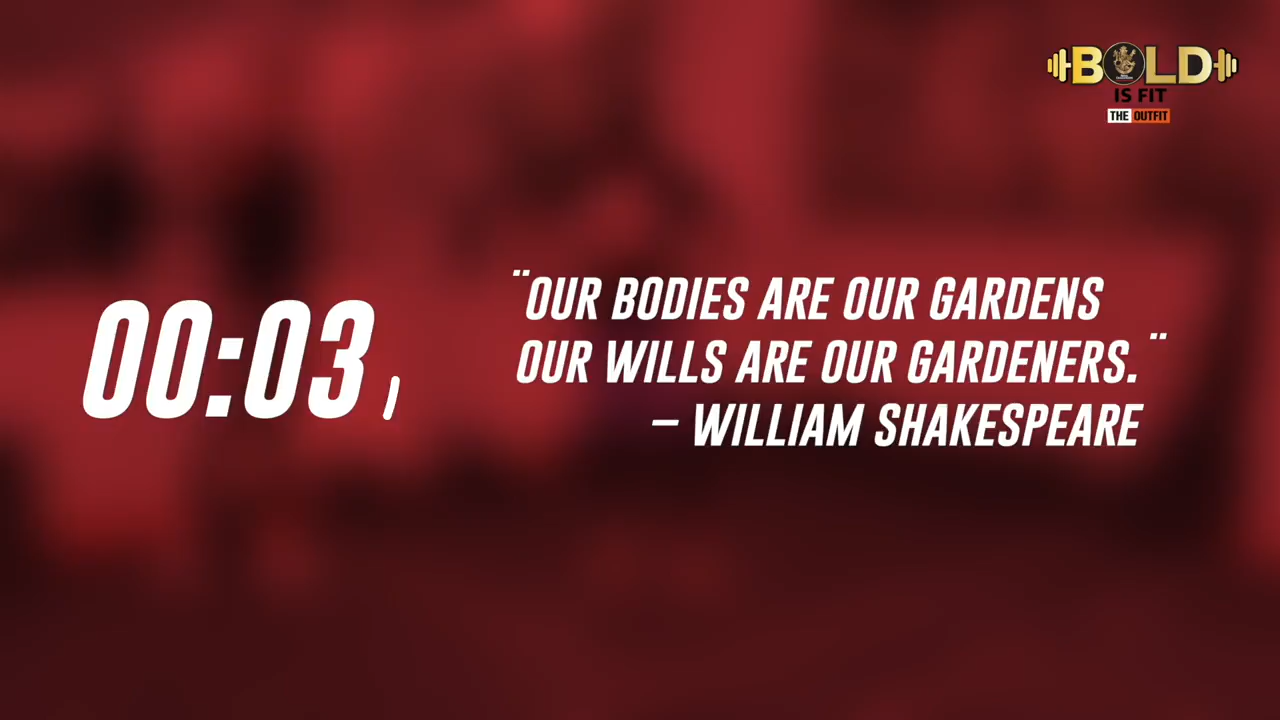 BOLD
IS FIT
THE OUTFIT
00:03
"OUR BODIES ARE OUR GARDENS
OUR WILLS ARE OUR GARDENERS."
– WILLIAM SHAKESPEARE